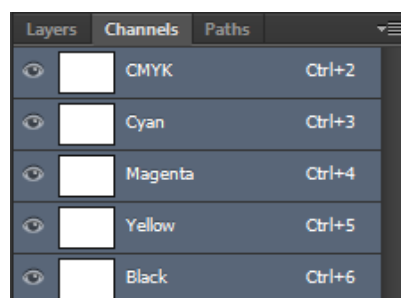 Layers Channels Paths
CMYK Ctrl+2
Cyan Ctrl+3
Magenta Ctrl+4
Yellow Ctrl+5
Black Ctrl+6